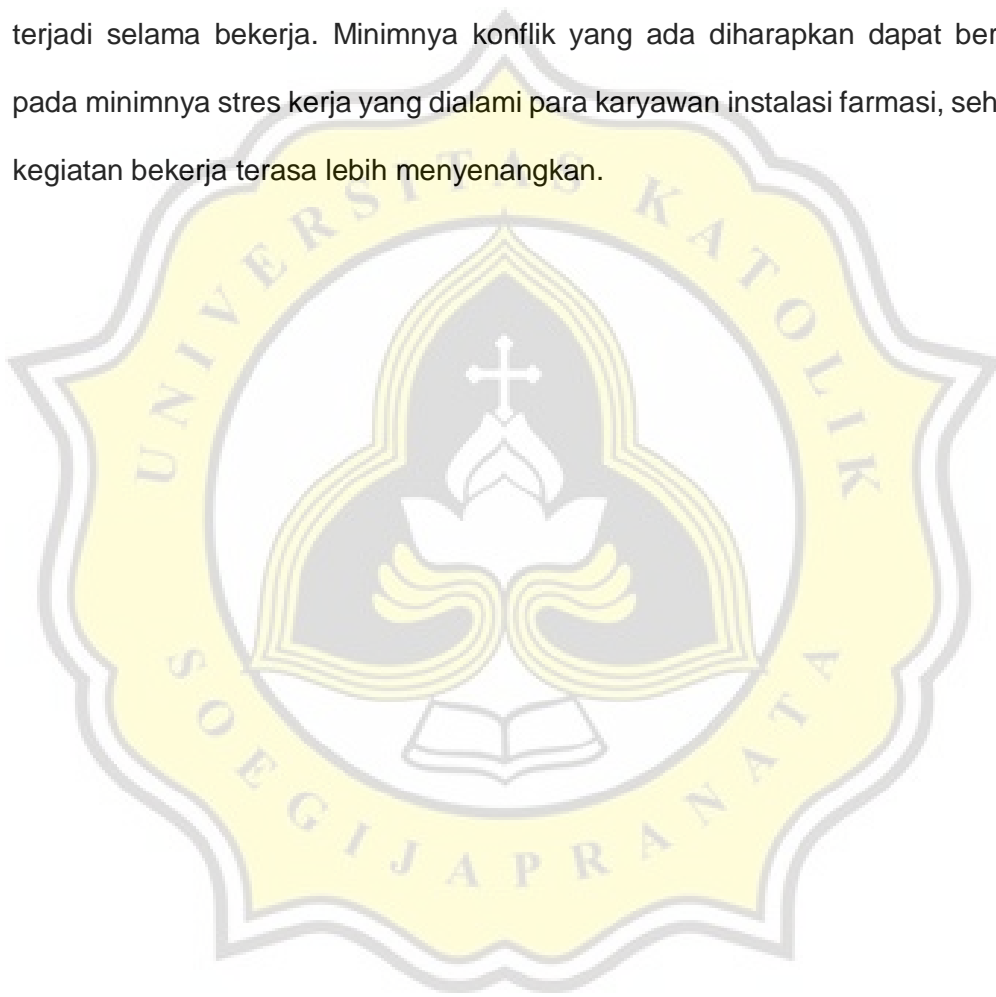 terjadi selama bekerja. Minimnya konflik yang ada diharapkan dapat ber
pada minimnya stres kerja yang dialami para karyawan instalasi farmasi, seh
kegiatan bekerja terasa lebih menyenangkan.
UNIVERSITAS KATOLIK
SOEGIJAPRANATA